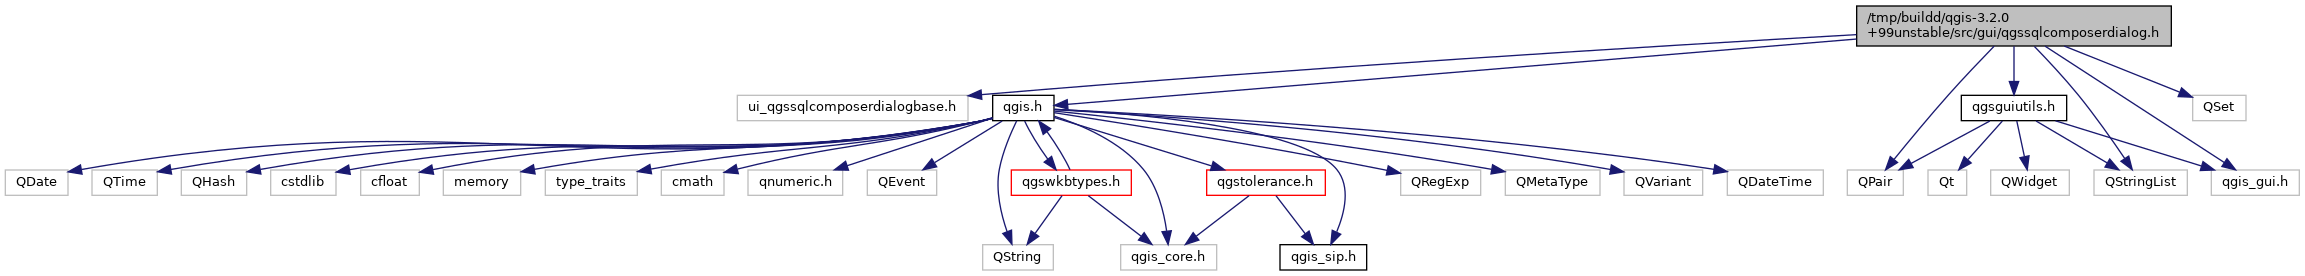 /tmp/buildd/qgis-3.2.0
+99unstable/src/gui/qgssqlcomposerdialog.h
ui_qgssqlcomposerdialogbase.h
qgis.h
qgsguiutils.h
QSet
QDate
QTime
QHash
cstdlib
cfloat
memory
type_traits
cmath
qnumeric.h
QEvent
qgswkbtypes.h
qgstolerance.h
QRegExp
QMetaType
QVariant
QDateTime
QPair
Qt
QWidget
QStringList
qgis_gui.h
QString
qgis_core.h
qgis_sip.h